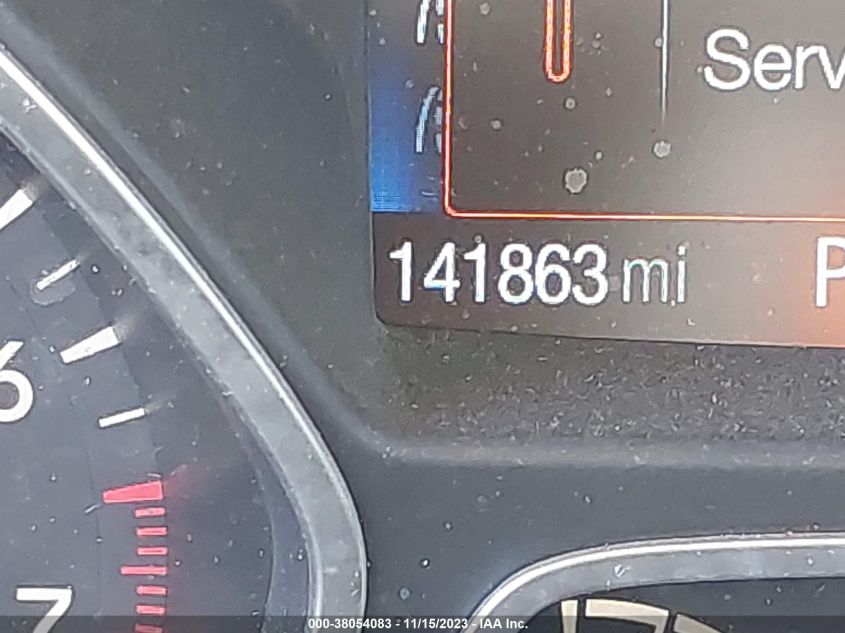 Serv
141863 mi P
6
7
000-38054083 - 11/15/2023 - IAA Inc.